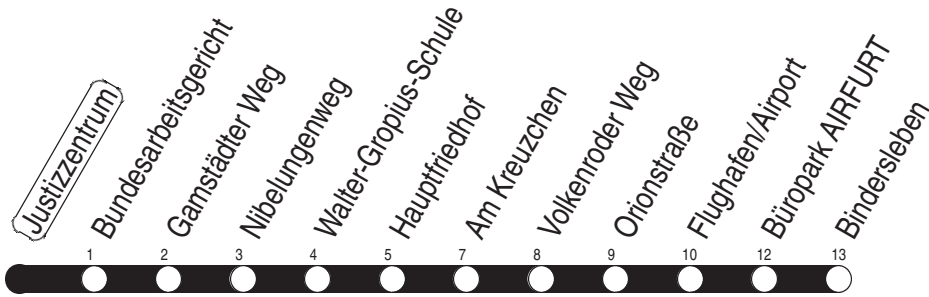 Justizzentrum
Bundesarbeitsgericht
Gamstädter Weg
Nibelungenweg
Walter-Gropius-Schule
Hauptfriedhof
Am Kreuzchen
Volkenroder Weg
Orionstraße
Flughafen/Airport
Büropark AIRFURT
Bindersleben
1 2 3 4 5 7 8 9 10 12 13